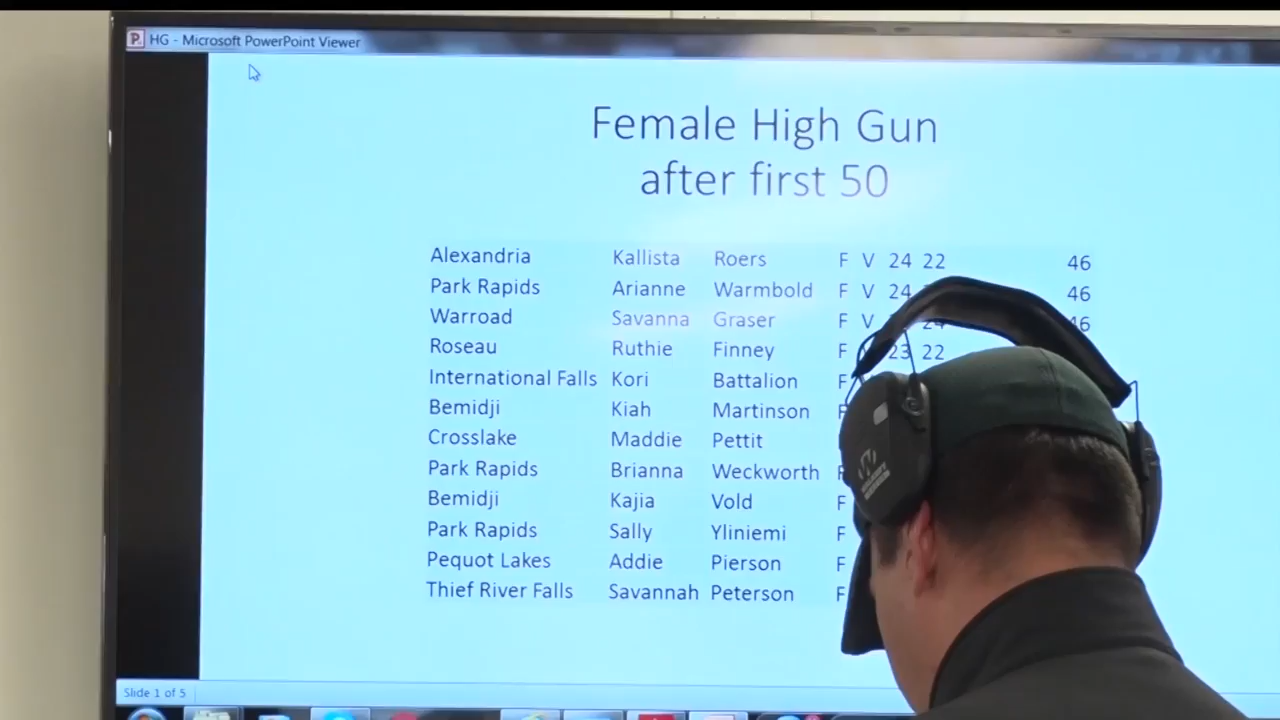 HG - Microsoft PowerPoint Viewer
Female High Gun
after first 50
Alexandria Kallista Roers F V 24 22 46
Park Rapids Arianne Warmbold F V 24 46
Warroad Savanna Graser F V 24 46
Roseau Ruthie Finney F V 23 22
International Falls Kori Battalion F
Bemidji Kiah Martinson F
Crosslake Maddie Pettit
Park Rapids Brianna Weckworth F
Bemidji Kajia Vold F
Park Rapids Sally Yliniemi F
Pequot Lakes Addie Pierson F
Thief River Falls Savannah Peterson F
Slide 1 of 5